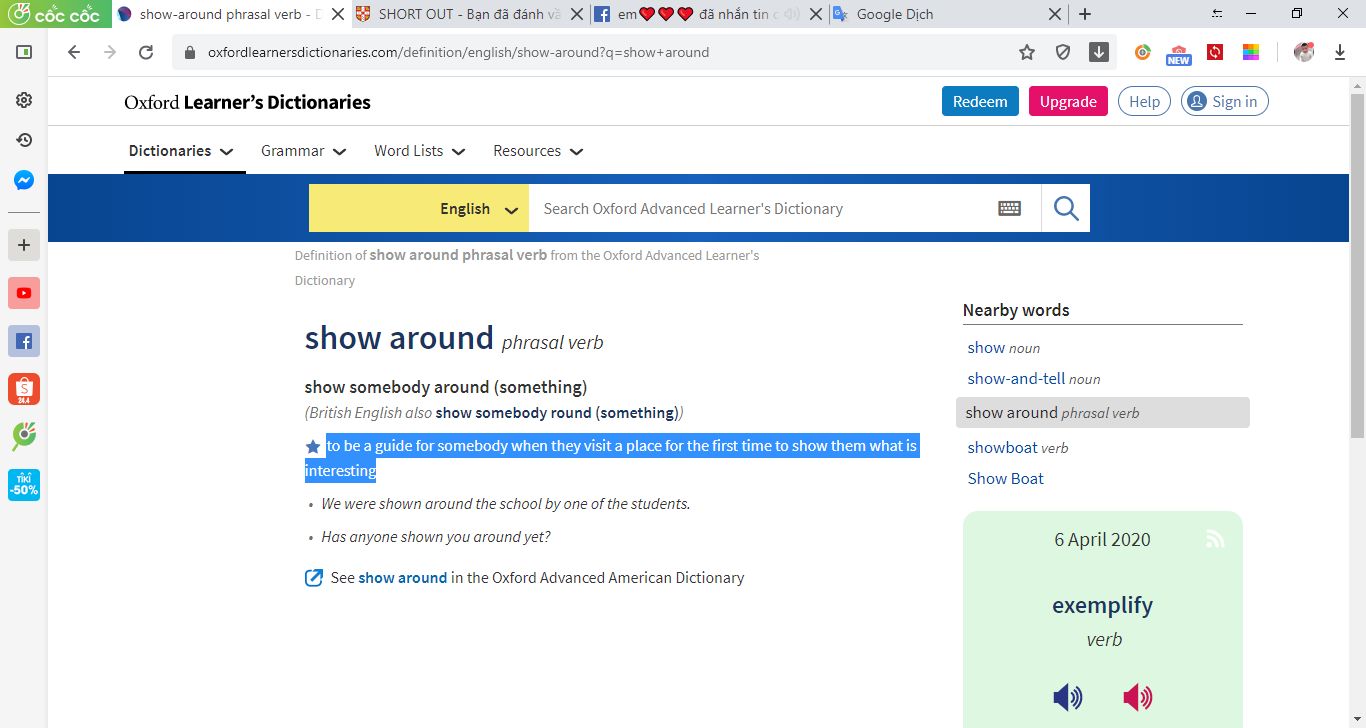 cốc cốc
show-around phrasal verb - D
SHORT OUT - Bạn đã đánh vầ
em❤❤❤ đã nhắn tin c
Google Dịch
oxfordlearnersdictionaries.com/definition/english/show-around?q=show+around
NEW
Oxford Learner's Dictionaries
Redeem
Upgrade
Help
Sign in
Dictionaries
Grammar
Word Lists
Resources
English
Search Oxford Advanced Learner's Dictionary
Definition of show around phrasal verb from the Oxford Advanced Learner's
Dictionary
show around phrasal verb
show somebody around (something)
(British English also show somebody round (something))
to be a guide for somebody when they visit a place for the first time to show them what is
interesting
• We were shown around the school by one of the students.
• Has anyone shown you around yet?
See show around in the Oxford Advanced American Dictionary
Nearby words
show noun
show-and-tell noun
show around phrasal verb
showboat verb
Show Boat
6 April 2020
exemplify
verb
S
24.4
TIKI
-50%